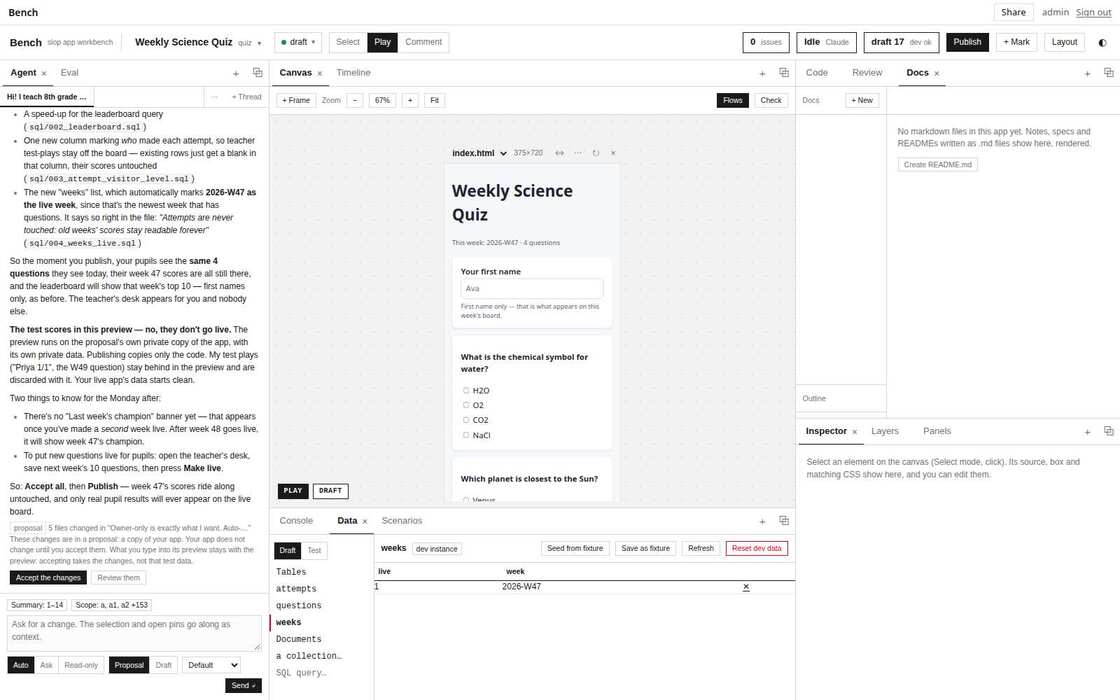 Bench
Share
admin
Sign out
Bench
slop app workbench
Weekly Science Quiz quiz
draft
Select
Play
Comment
0 issues
Idle Claude
draft 17 dev ok
Publish
+ Mark
Layout
Agent ×
Eval
+
Hi! I teach 8th grade ...
...
+ Thread
A speed-up for the leaderboard query
( sql/002_leaderboard.sql )
One new column marking who made each attempt, so teacher
test-plays stay off the board — existing rows just get a blank in
that column, their scores untouched
( sql/003_attempt_visitor_level.sql )
The new "weeks" list, which automatically marks 2026-W47 as
the live week, since that's the newest week that has
questions. It says so right in the file: "Attempts are never
touched: old weeks' scores stay readable forever"
( sql/004_weeks_live.sql )
So the moment you publish, your pupils see the same 4
questions they see today, their week 47 scores are all still there,
and the leaderboard will show that week's top 10 — first names
only, as before. The teacher's desk appears for you and nobody
else.
The test scores in this preview — no, they don't go live. The
preview runs on the proposal's own private copy of the app, with
its own private data. Publishing copies only the code. My test plays
("Priya 1/1", the W49 question) stay behind in the preview and are
discarded with it. Your live app's data starts clean.
Two things to know for the Monday after:
There's no "Last week's champion" banner yet — that appears
once you've made a second week live. After week 48 goes live,
it will show week 47's champion.
To put new questions live for pupils: open the teacher's desk,
save next week's 10 questions, then press Make live.
So: Accept all, then Publish — week 47's scores ride along
untouched, and only real pupil results will ever appear on the live
board.
proposal 5 files changed in "Owner-only is exactly what I want. Auto-…"
These changes are in a proposal: a copy of your app. Your app does not
change until you accept them. What you type into its preview stays with the
preview: accepting takes the changes, not that test data.
Accept the changes
Review them
Summary: 1–14
Scope: a, a1, a2 +153
Ask for a change. The selection and open pins go along as
context.
Auto
Ask
Read-only
Proposal
Draft
Default
Send
Canvas ×
Timeline
+
+ Frame
Zoom
−
67%
+
Fit
Flows
Check
index.html
375×720
...
×
Weekly Science
Quiz
This week: 2026-W47 · 4 questions
Your first name
Ava
First name only — that is what appears on this
week's board.
What is the chemical symbol for
water?
H2O
O2
CO2
NaCl
Which planet is closest to the Sun?
Venus
PLAY
DRAFT
Console
Data ×
Scenarios
+
Draft
Test
Tables
attempts
questions
weeks
Documents
a collection…
SQL query…
weeks
dev instance
Seed from fixture
Save as fixture
Refresh
Reset dev data
live
week
1
2026-W47
×
Code
Review
Docs ×
+
Docs
+ New
Outline
No markdown files in this app yet. Notes, specs and
READMEs written as .md files show here, rendered.
Create README.md
Inspector ×
Layers
Panels
+
Select an element on the canvas (Select mode, click). Its source, box and
matching CSS show here, and you can edit them.